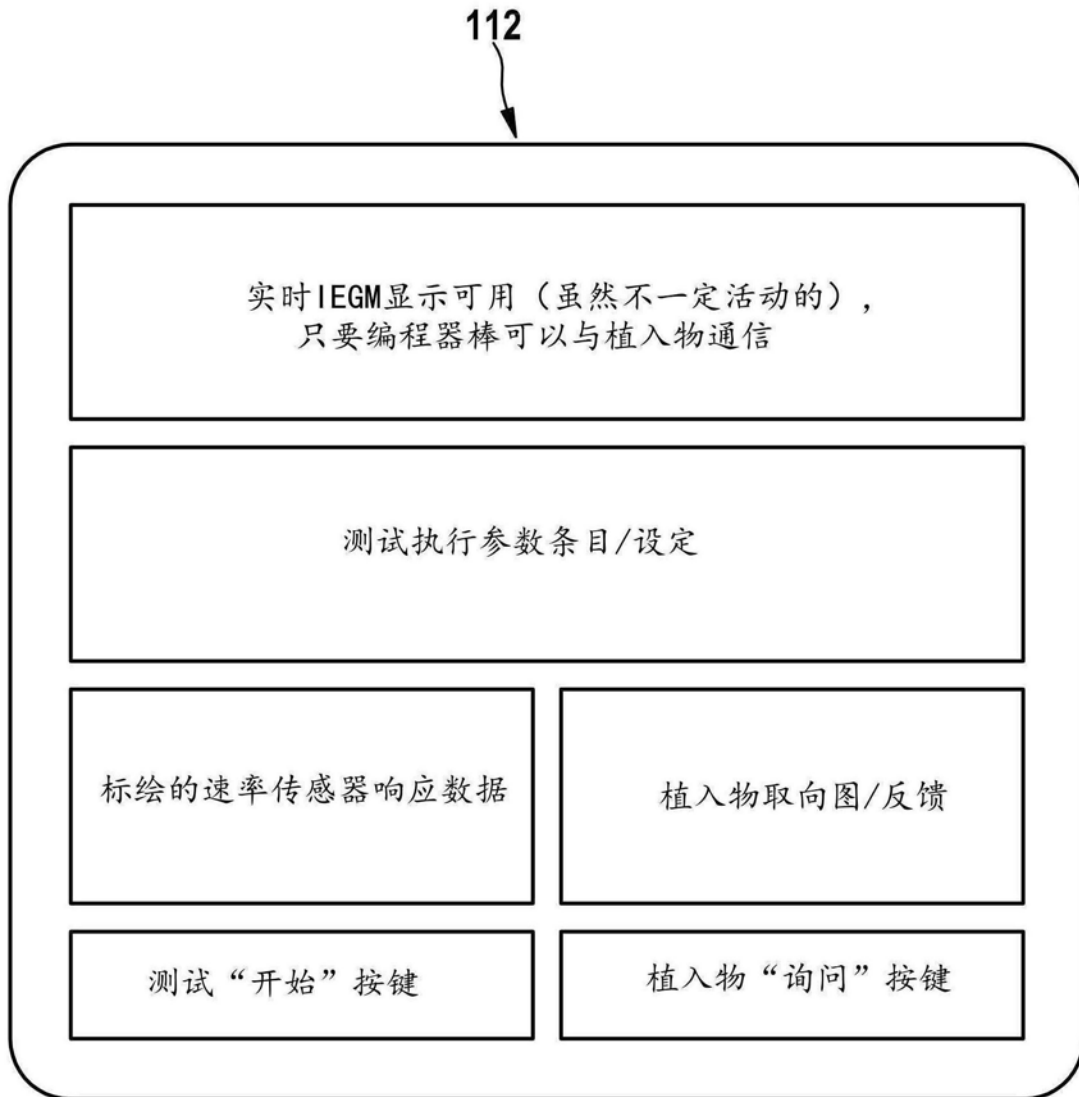 112
实时IEGM显示可用（虽然不一定活动的），
只要编程器棒可以与植入物通信
测试执行参数条目/设定
标绘的速率传感器响应数据
植入物取向图/反馈
测试“开始”按键
植入物“询问”按键